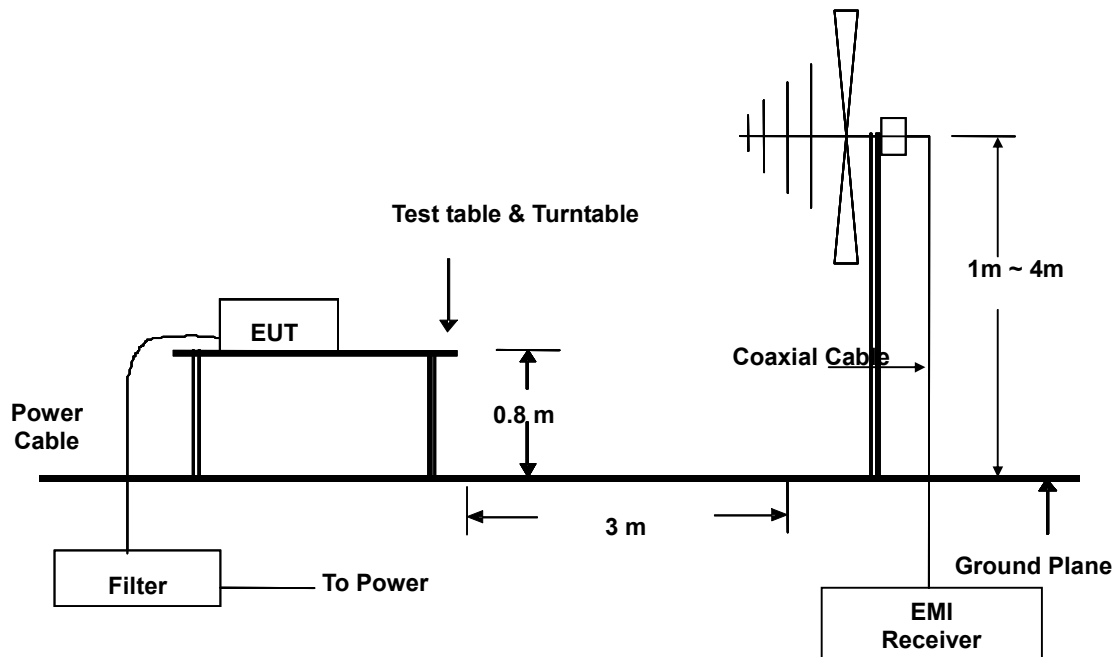 Test table & Turntable
1m ~ 4m
EUT
Coaxial Cable
0.8 m
Power
Cable
3 m
Ground Plane
Filter
To Power
EMI
Receiver